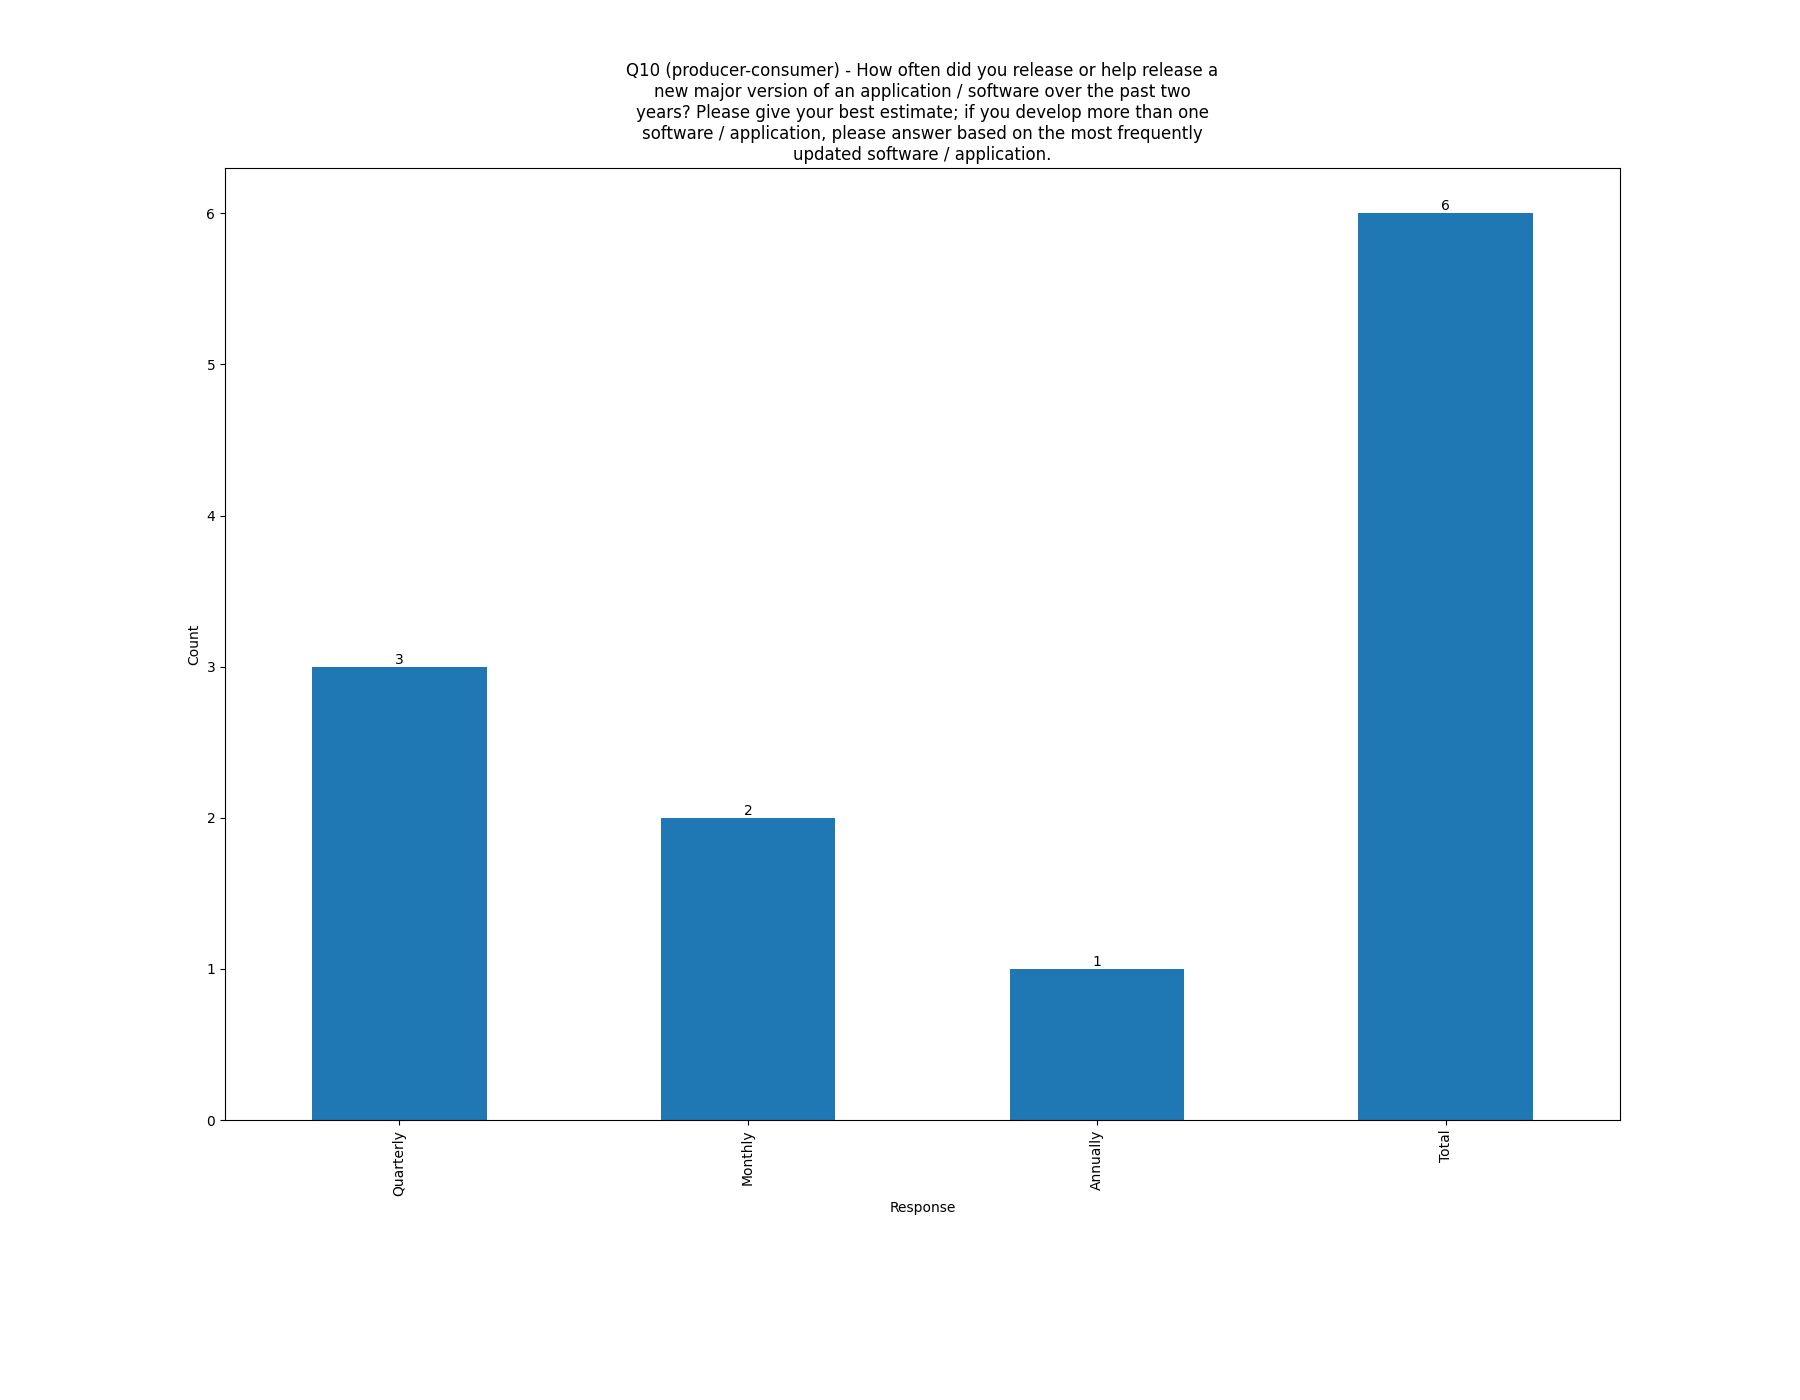 Q10 (producer-consumer) - How often did you release or help release a
new major version of an application / software over the past two
years? Please give your best estimate; if you develop more than one
software / application, please answer based on the most frequently
updated software / application.
6
5
4
3
2
1
0
Count
3
2
1
6
Quarterly
Monthly
Annually
Total
Response